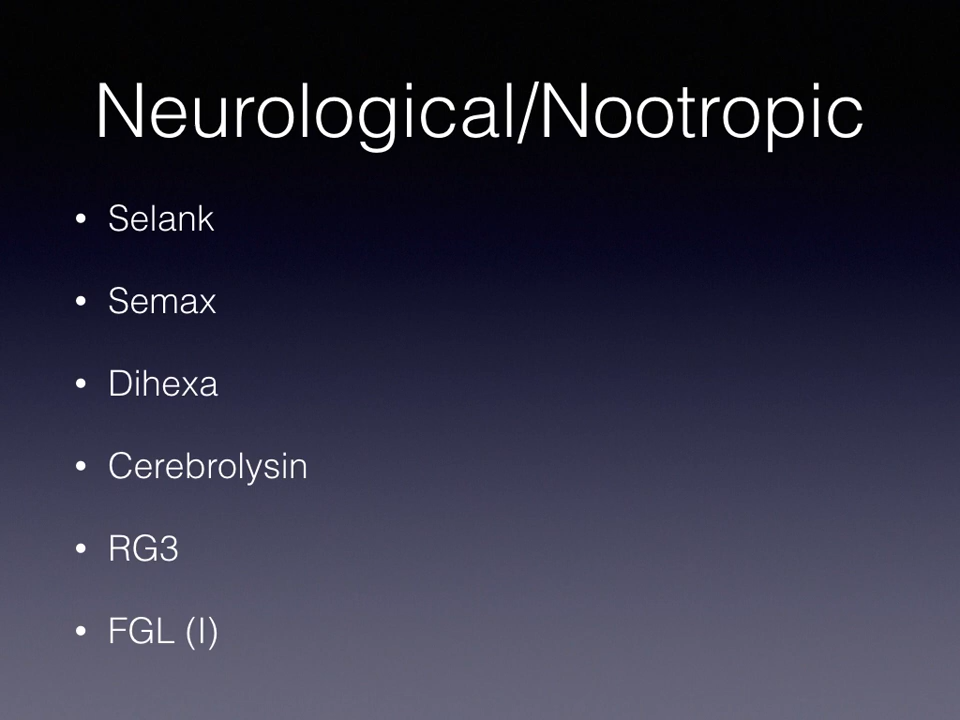 Neurological/Nootropic
• Selank
• Semax
• Dihexa
• Cerebrolysin
• RG3
• FGL (I)